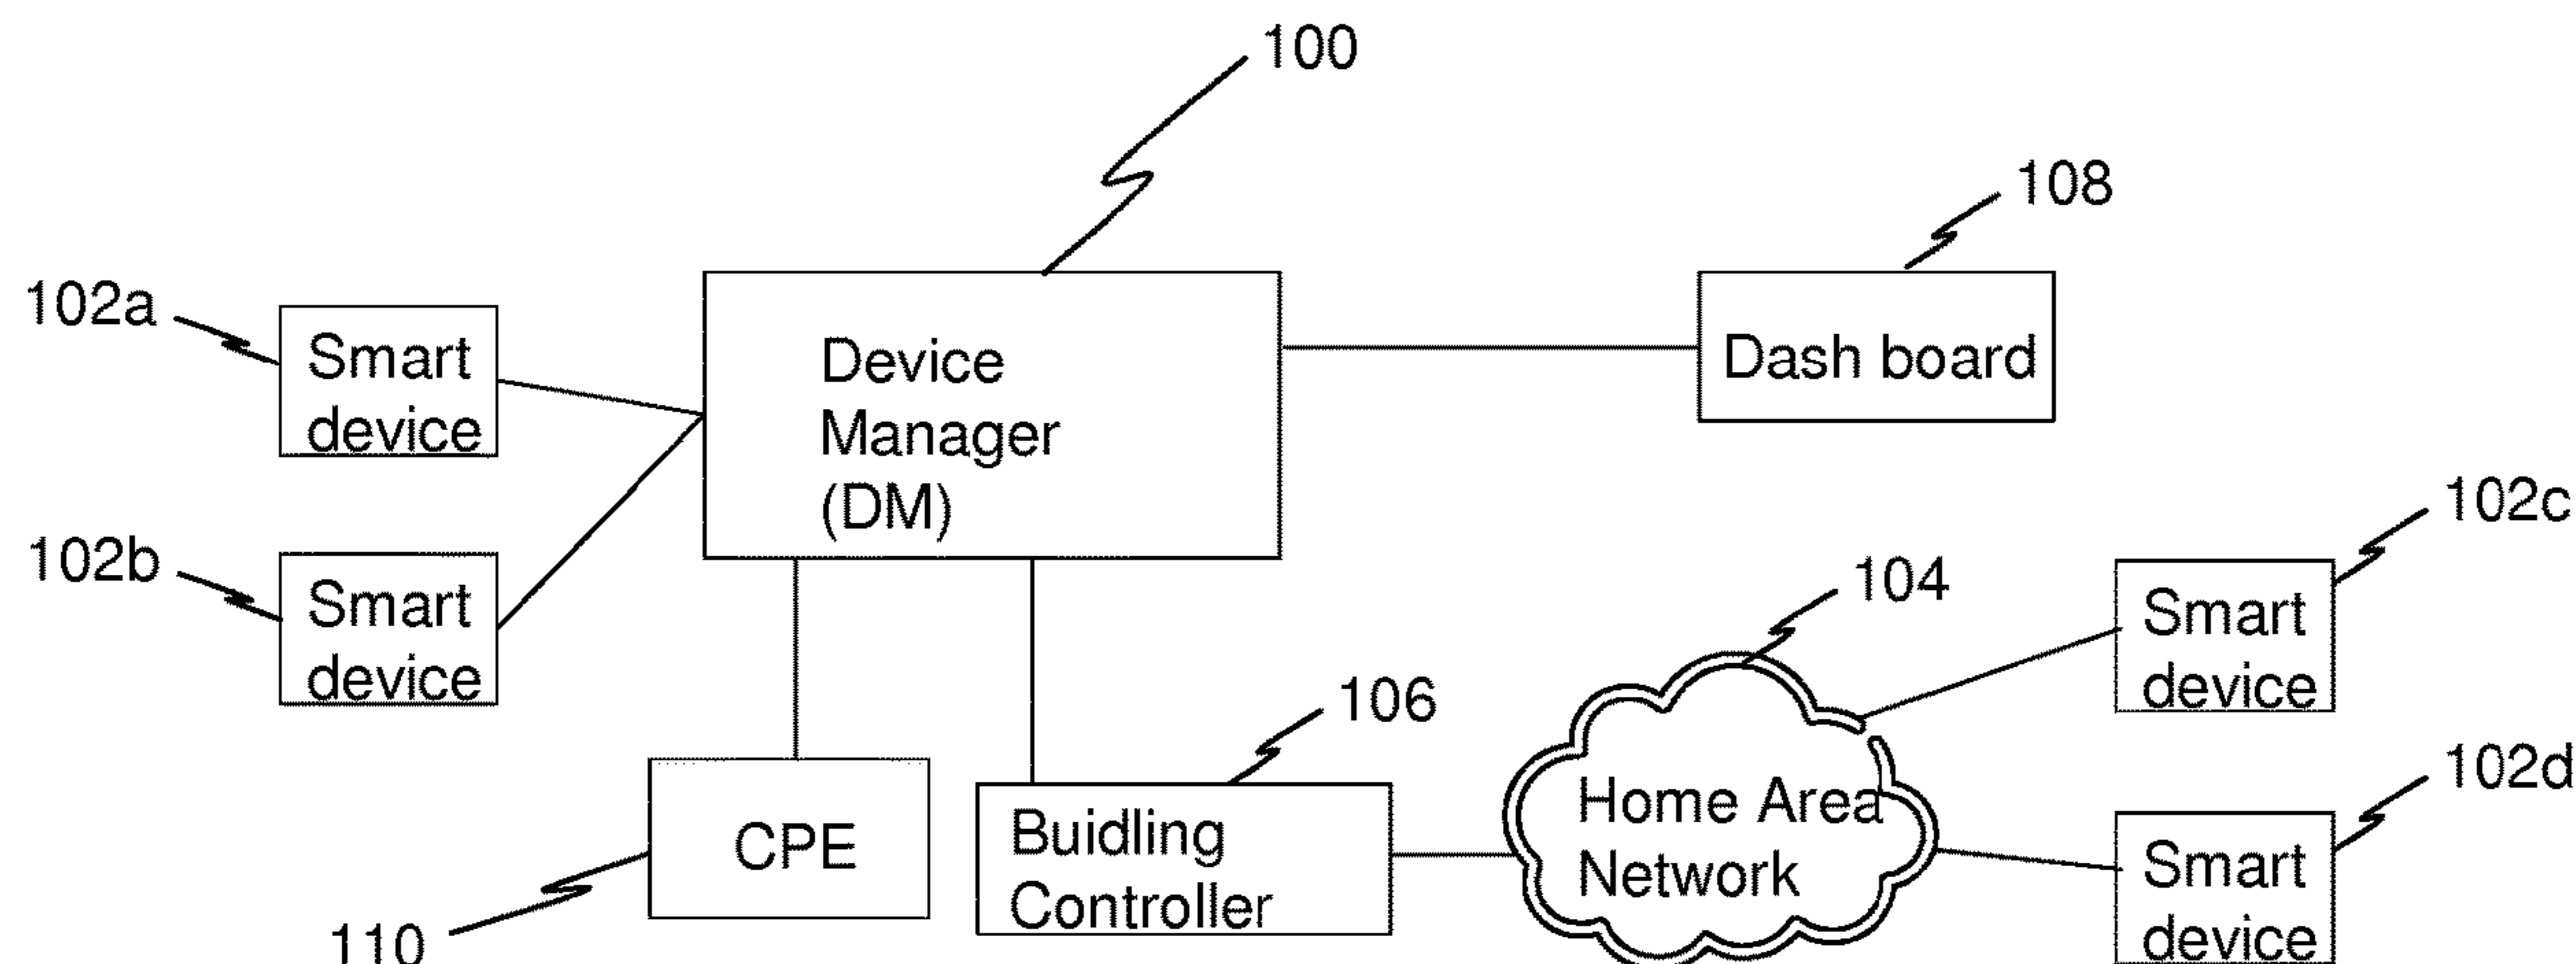 100
108
102a
Smart
device
Device
Manager
(DM)
Dash board
102b
Smart
device
102c
Smart
device
104
106
Home Area
Network
102d
Smart
device
CPE
110
Buidling
Controller